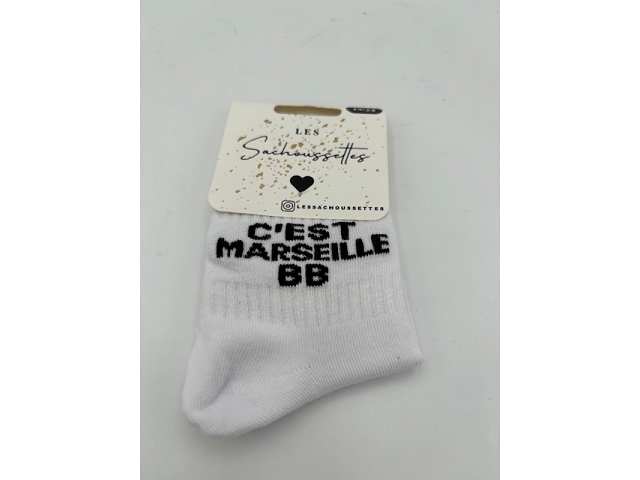 LES
Sachoussettes
LESSACHOUSSETTES
C'EST
MARSEILLE
BB